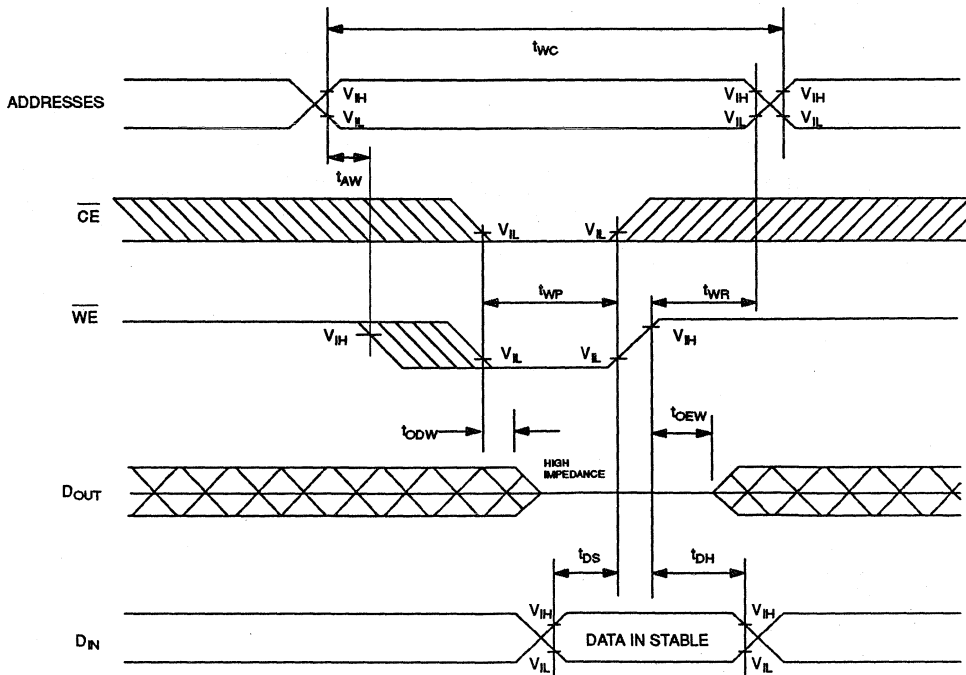 tWC
ADDRESSES
VIH
VIL
VIH
VIL
VIH
VIL
tAW
CE
VIL
VIL
tWP
tWR
WE
VIH
VIL
VIL
VIH
tODW
tOEW
HIGH
IMPEDANCE
DOUT
tDS
tDH
DIN
VIH
VIL
DATA IN STABLE
VIH
VIL